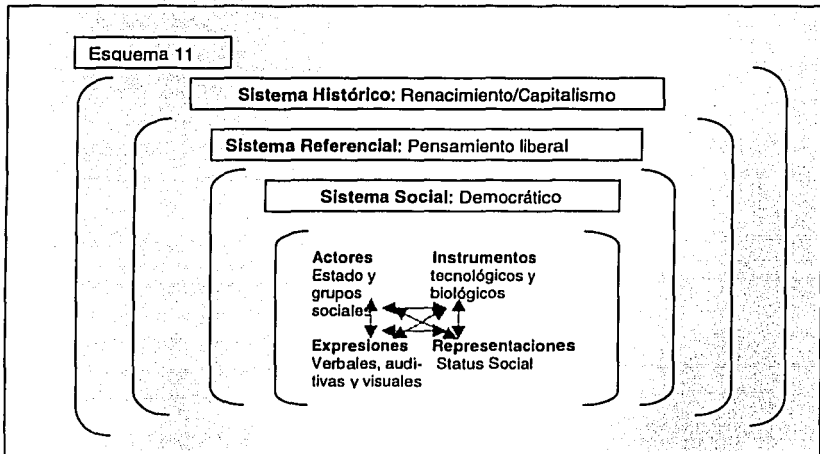 Esquema 11
Sistema Histórico: Renacimiento/Capitalismo
Sistema Referencial: Pensamiento liberal
Sistema Social: Democrático
Actores
Estado y
grupos
sociales
Instrumentos
tecnológicos y
biológicos
Expresiones
Verbales, audi-
tivas y visuales
Representaciones
Status Social